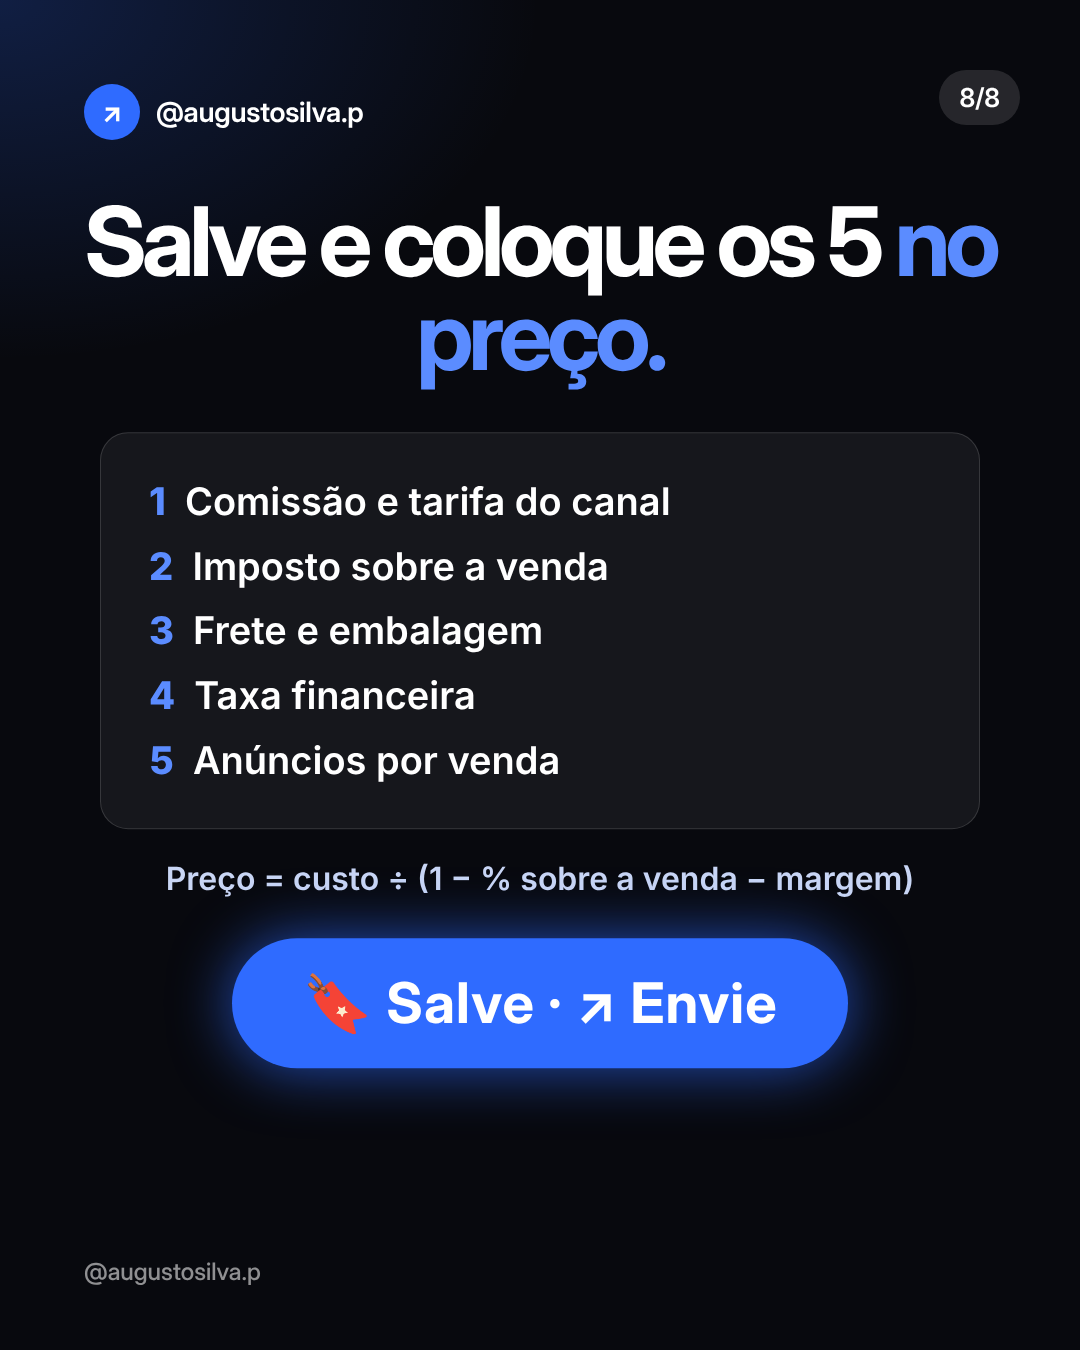 @augustosilva.p
8/8
Salve e coloque os 5 no
preço.
1 Comissão e tarifa do canal
2 Imposto sobre a venda
3 Frete e embalagem
4 Taxa financeira
5 Anúncios por venda
Preço = custo ÷ (1 − % sobre a venda − margem)
🔖 Salve · ↗ Envie
@augustosilva.p